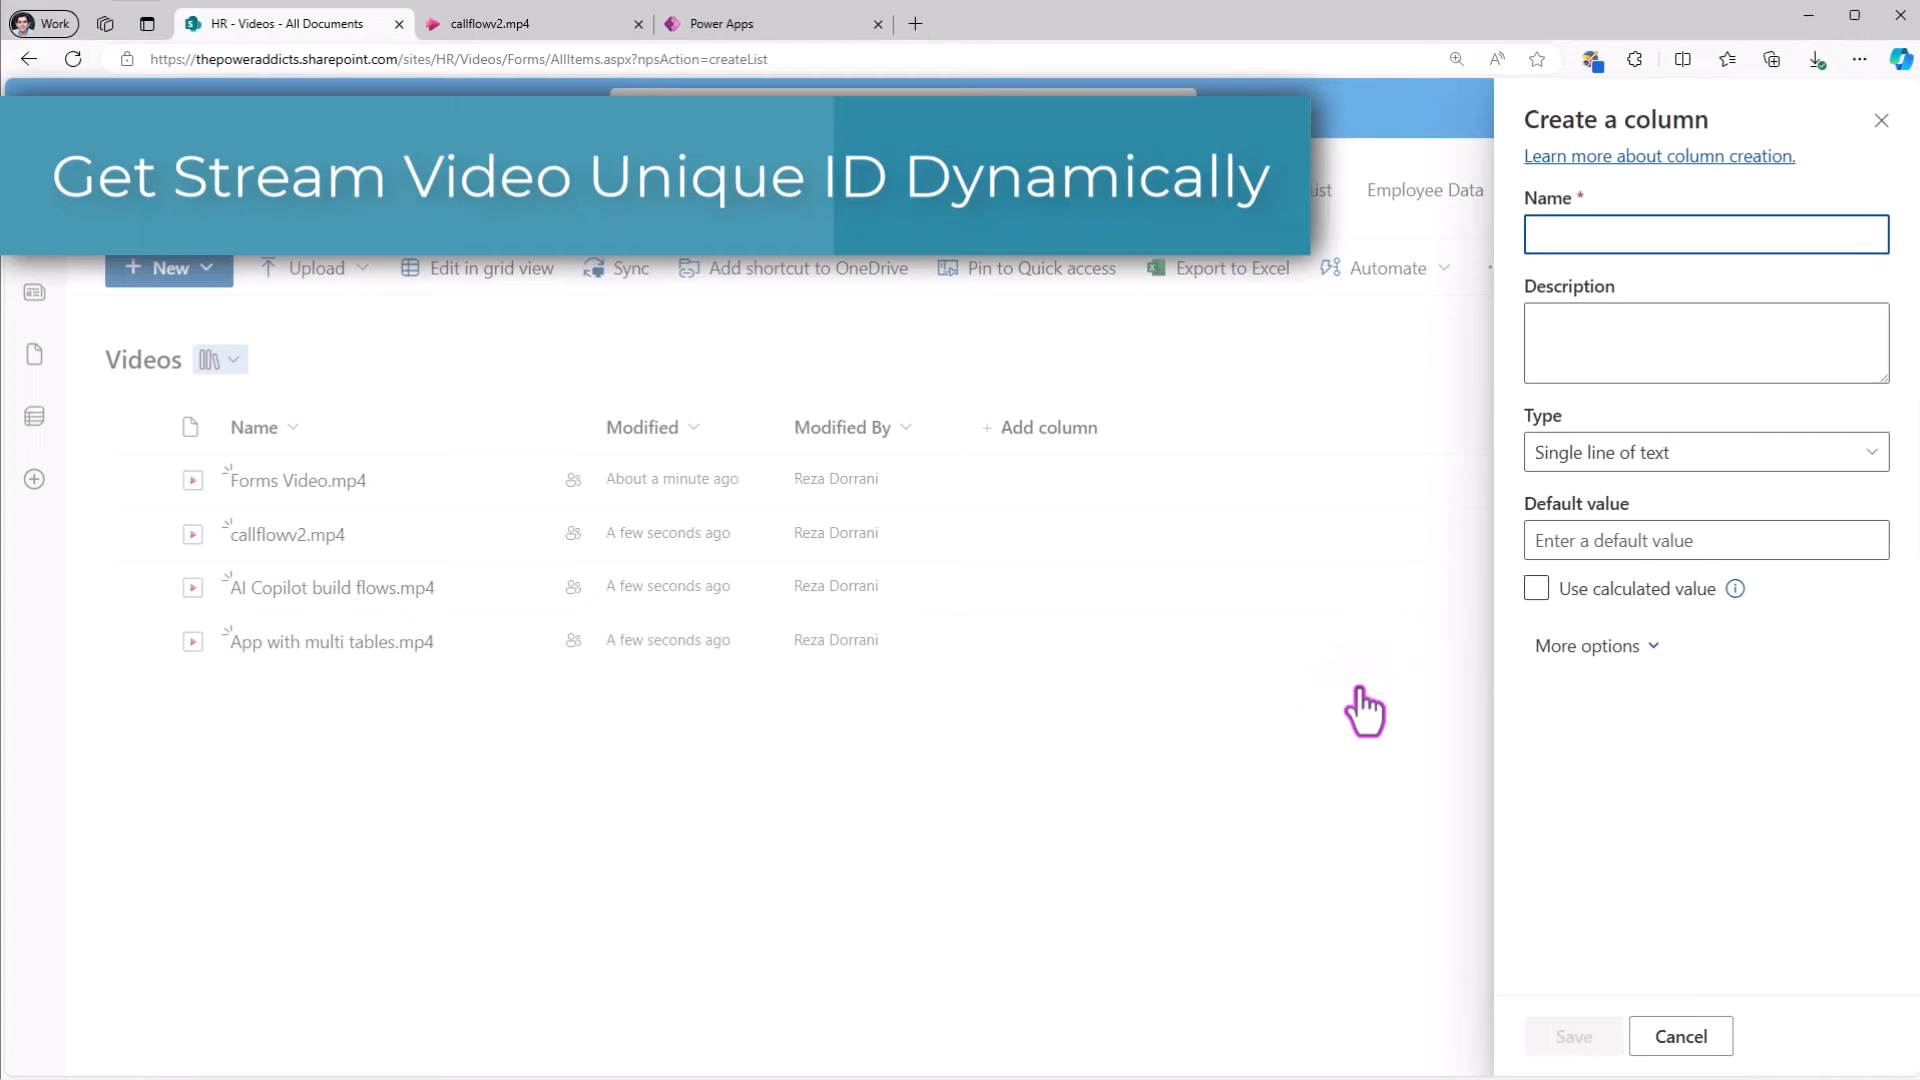 Work
HR - Videos - All Documents
callflowv2.mp4
Power Apps
https://thepoweraddicts.sharepoint.com/sites/HR/Videos/Forms/AllItems.aspx?npsAction=createList
Get Stream Video Unique ID Dynamically
Employee Data
New
Upload
Edit in grid view
Sync
Add shortcut to OneDrive
Pin to Quick access
Export to Excel
Automate
Videos
Name
Modified
Modified By
+ Add column
Forms Video.mp4
About a minute ago
Reza Dorrani
callflowv2.mp4
A few seconds ago
Reza Dorrani
AI Copilot build flows.mp4
A few seconds ago
Reza Dorrani
App with multi tables.mp4
A few seconds ago
Reza Dorrani
Create a column
Learn more about column creation.
Name *
Description
Type
Single line of text
Default value
Enter a default value
Use calculated value
More options
Save
Cancel